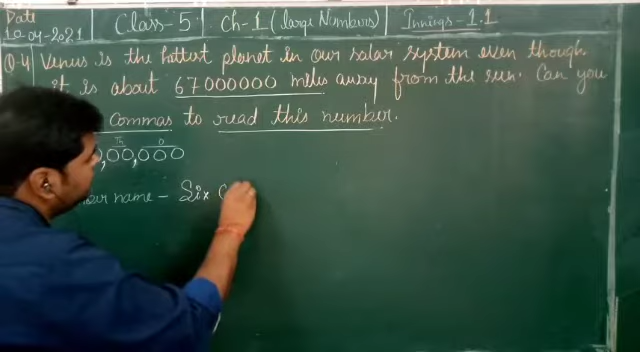 Date
10-04-2021
Class-5
Ch-1 (Large Numbers)
Innings-1.1
Q-4 Venus is the hottest planet in our solar system even though
it is about 67000000 miles away from the sun. Can you
commas to read this number.
Th O
0,00,000
name - Six C